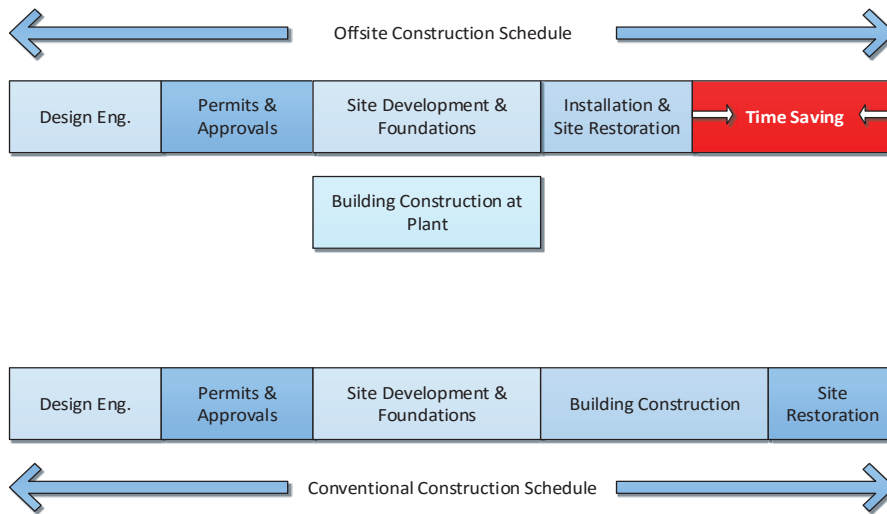 Offsite Construction Schedule
Design Eng.
Permits &
Approvals
Site Development &
Foundations
Installation &
Site Restoration
Time Saving
Building Construction at
Plant
Design Eng.
Permits &
Approvals
Site Development &
Foundations
Building Construction
Site
Restoration
Conventional Construction Schedule